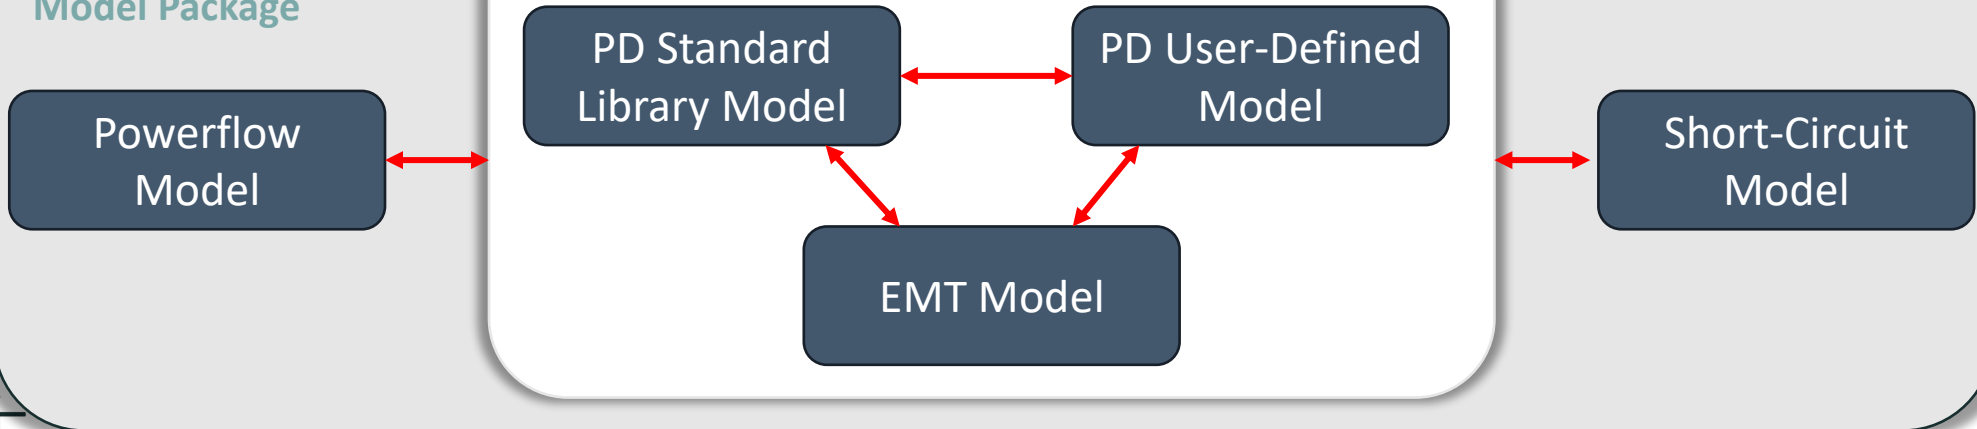 Model Package
PD Standard
Library Model
PD User-Defined
Model
Powerflow
Model
Short-Circuit
Model
EMT Model